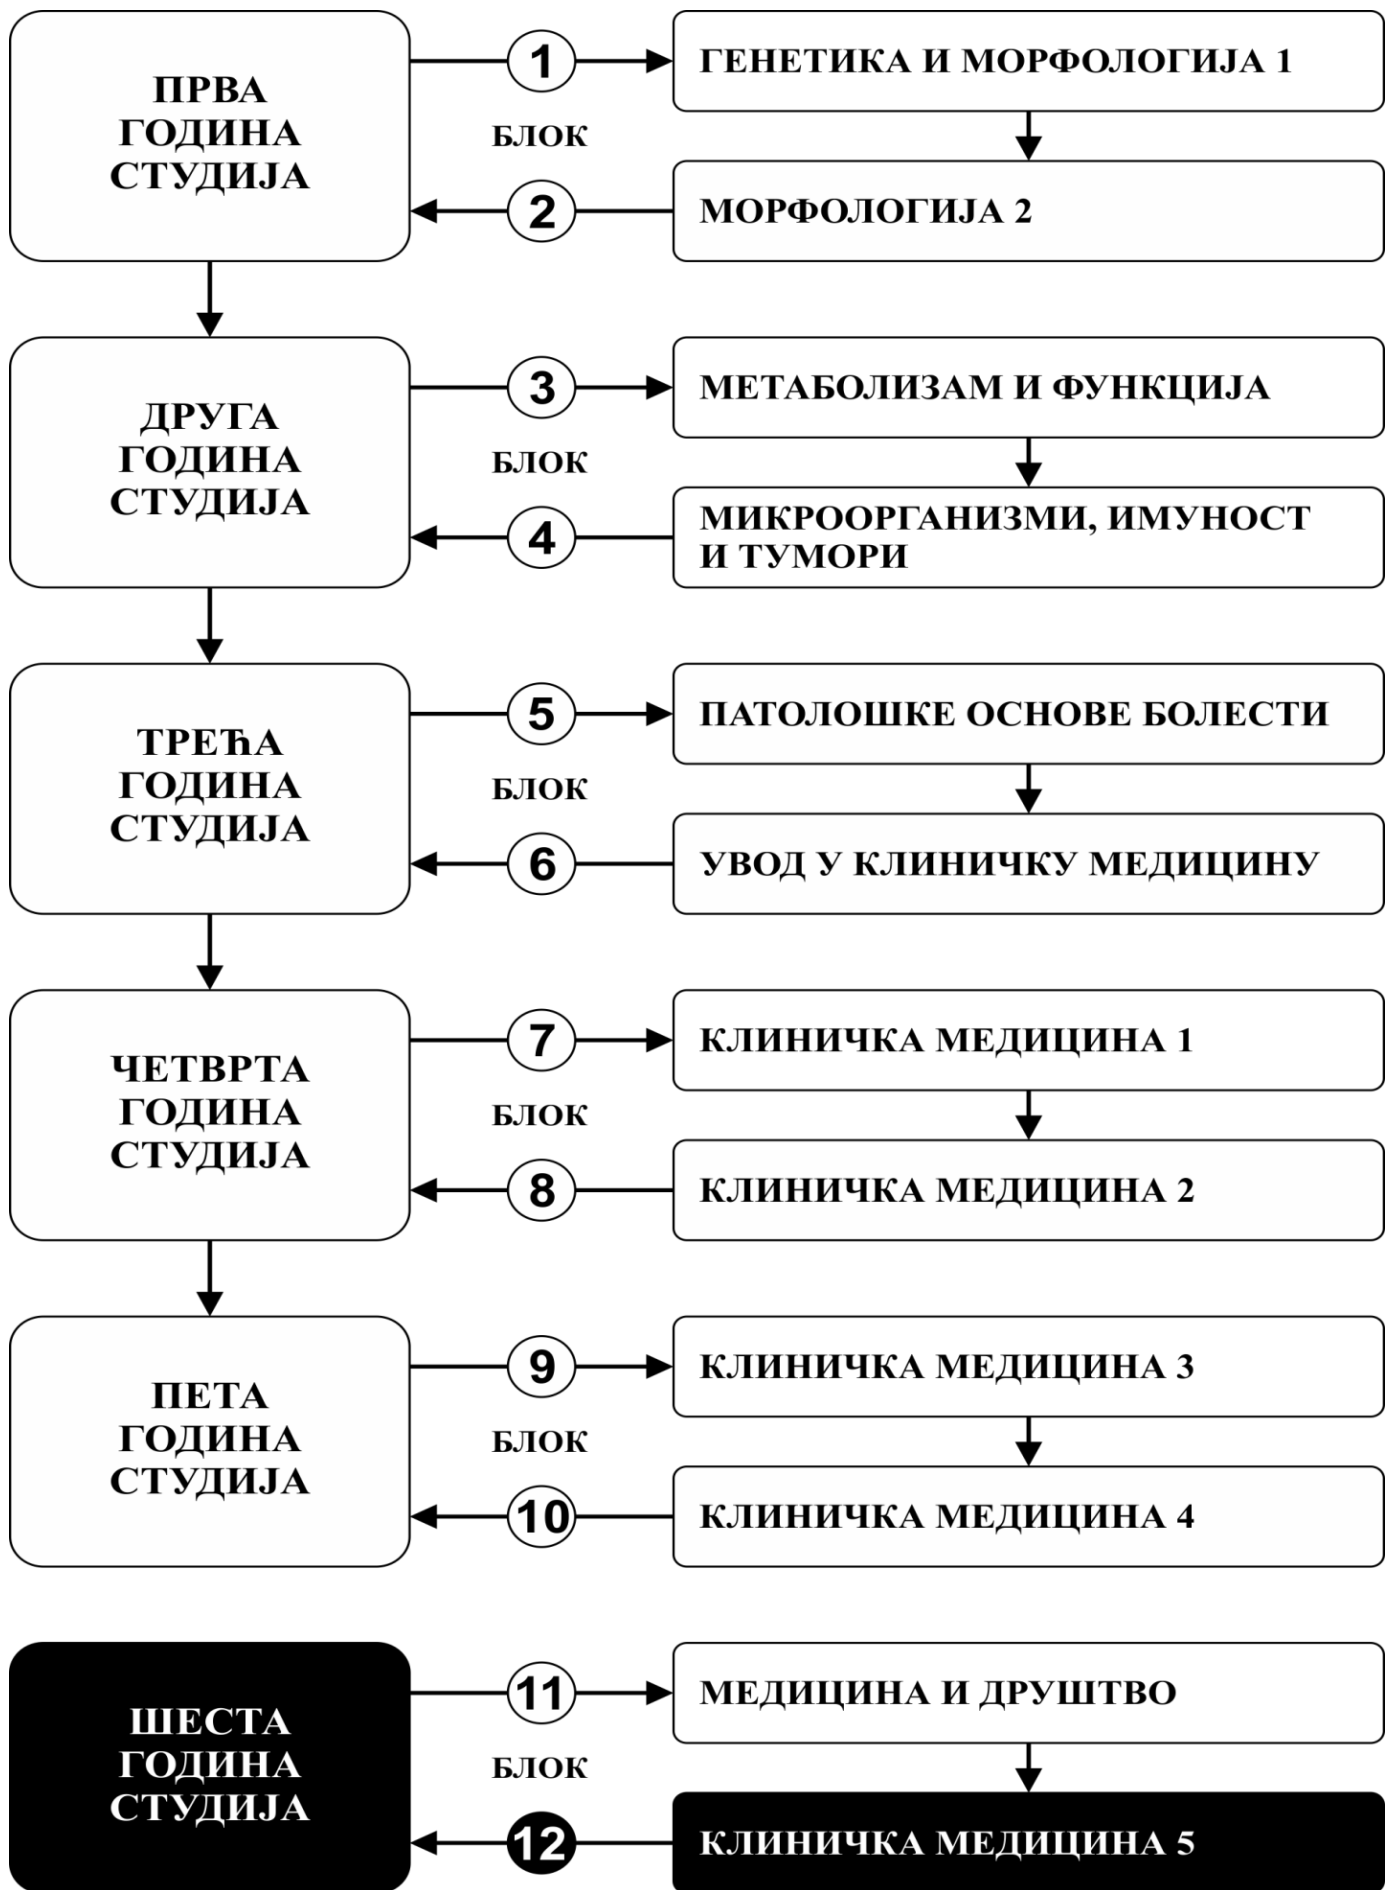 ПРВА
ГОДИНА
СТУДИЈА
1
БЛОК
2
ГЕНЕТИКА И МОРФОЛОГИЈА 1
МОРФОЛОГИЈА 2
ДРУГА
ГОДИНА
СТУДИЈА
3
БЛОК
4
МЕТАБОЛИЗАМ И ФУНКЦИЈА
МИКРООРГАНИЗМИ, ИМУНОСТ
И ТУМОРИ
ТРЕЋА
ГОДИНА
СТУДИЈА
5
БЛОК
6
ПАТОЛОШКЕ ОСНОВЕ БОЛЕСТИ
УВОД У КЛИНИЧКУ МЕДИЦИНУ
ЧЕТВРТА
ГОДИНА
СТУДИЈА
7
БЛОК
8
КЛИНИЧКА МЕДИЦИНА 1
КЛИНИЧКА МЕДИЦИНА 2
ПЕТА
ГОДИНА
СТУДИЈА
9
БЛОК
10
КЛИНИЧКА МЕДИЦИНА 3
КЛИНИЧКА МЕДИЦИНА 4
ШЕСТА
ГОДИНА
СТУДИЈА
11
БЛОК
12
МЕДИЦИНА И ДРУШТВО
КЛИНИЧКА МЕДИЦИНА 5